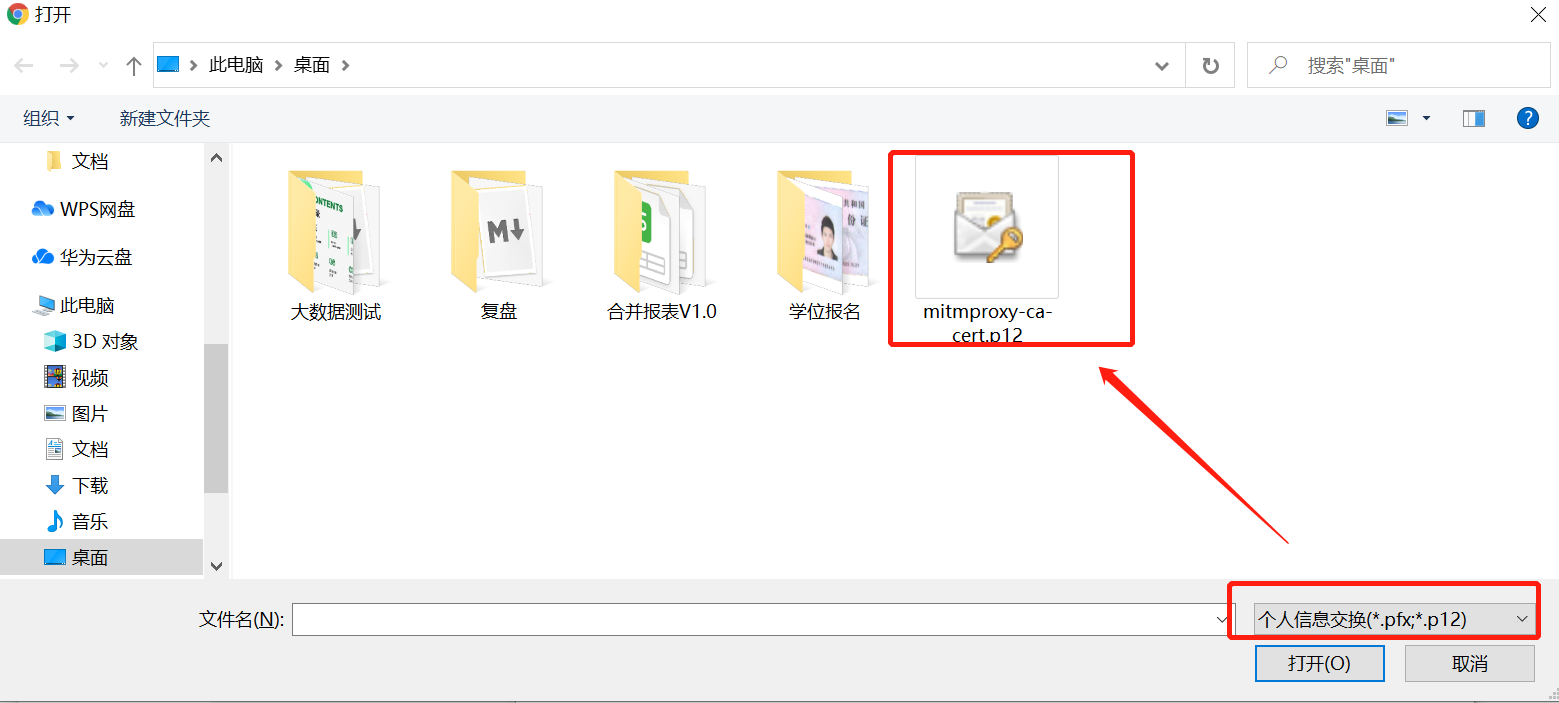 打开
此电脑
桌面
搜索"桌面"
组织
新建文件夹
文档
WPS网盘
华为云盘
此电脑
3D 对象
视频
图片
文档
下载
音乐
桌面
大数据测试
复盘
合并报表V1.0
学位报名
mitmproxy-ca-
cert.p12
文件名(N):
个人信息交换(*.pfx;*.p12)
打开(O)
取消